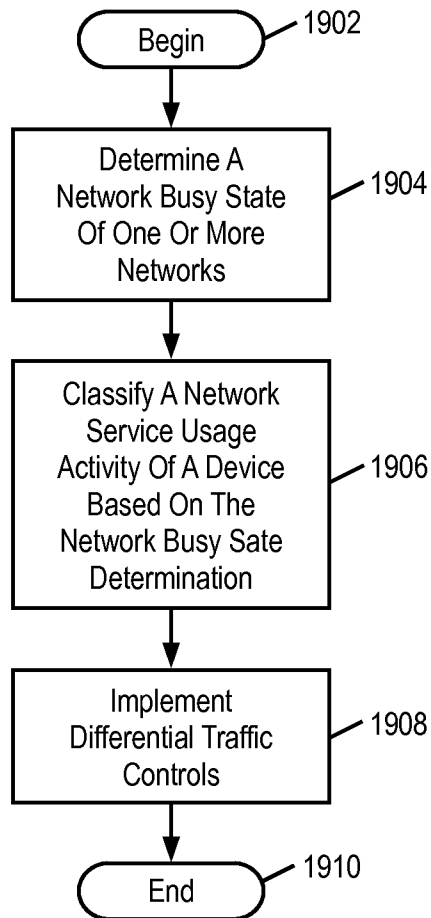 Begin
1902
Determine A
Network Busy State
Of One Or More
Networks
1904
Classify A Network
Service Usage
Activity Of A Device
Based On The
Network Busy Sate
Determination
1906
Implement
Differential Traffic
Controls
1908
End
1910